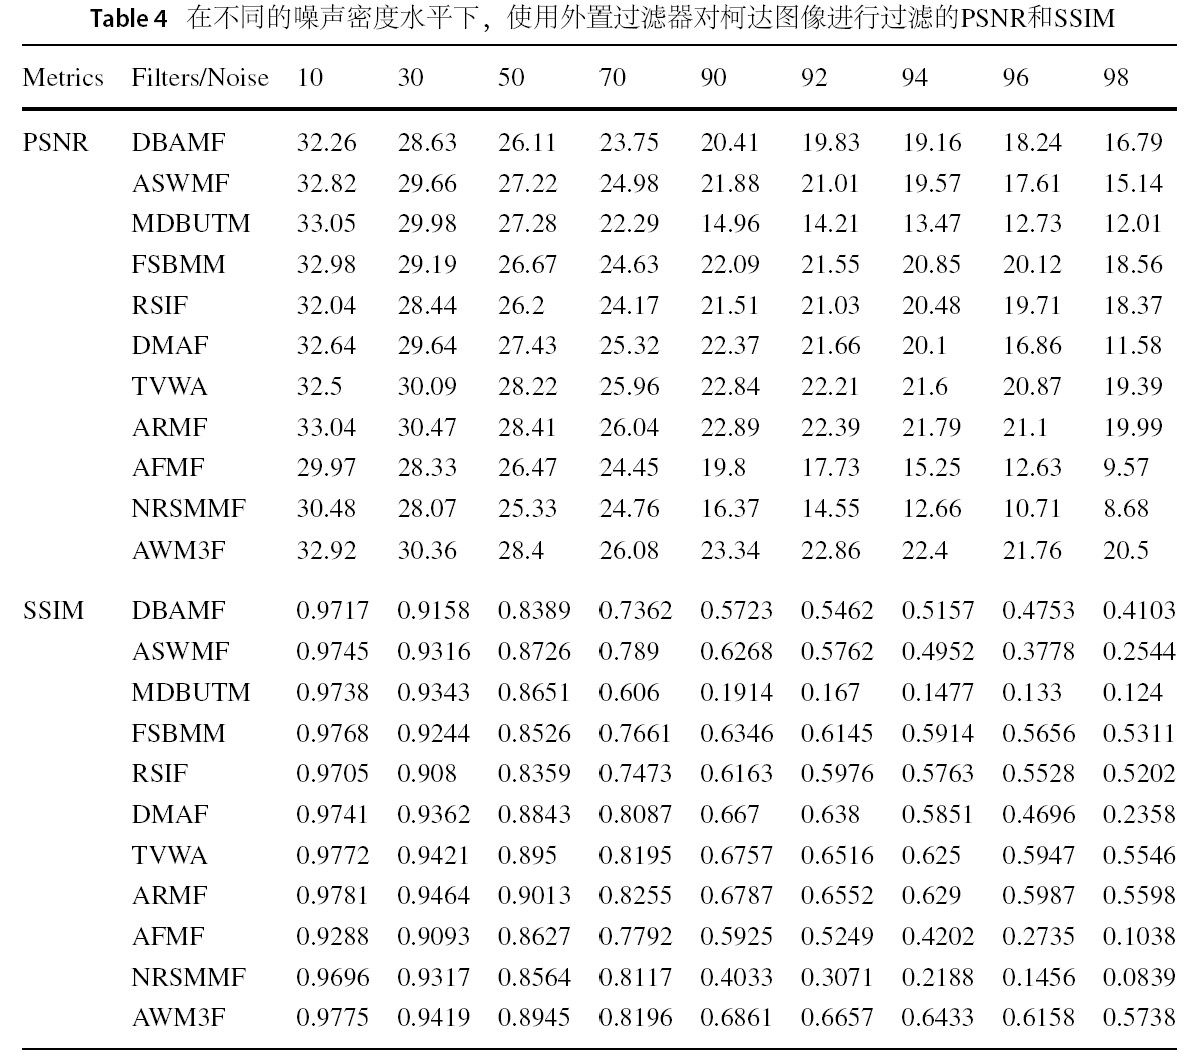 Table 4 在不同的噪声密度水平下，使用外置过滤器对柯达图像进行过滤的PSNR和SSIM
Metrics Filters/Noise 10 30 50 70 90 92 94 96 98
PSNR DBAMF 32.26 28.63 26.11 23.75 20.41 19.83 19.16 18.24 16.79
ASWMF 32.82 29.66 27.22 24.98 21.88 21.01 19.57 17.61 15.14
MDBUTM 33.05 29.98 27.28 22.29 14.96 14.21 13.47 12.73 12.01
FSBMM 32.98 29.19 26.67 24.63 22.09 21.55 20.85 20.12 18.56
RSIF 32.04 28.44 26.2 24.17 21.51 21.03 20.48 19.71 18.37
DMAF 32.64 29.64 27.43 25.32 22.37 21.66 20.1 16.86 11.58
TVWA 32.5 30.09 28.22 25.96 22.84 22.21 21.6 20.87 19.39
ARMF 33.04 30.47 28.41 26.04 22.89 22.39 21.79 21.1 19.99
AFMF 29.97 28.33 26.47 24.45 19.8 17.73 15.25 12.63 9.57
NRSMMF 30.48 28.07 25.33 24.76 16.37 14.55 12.66 10.71 8.68
AWM3F 32.92 30.36 28.4 26.08 23.34 22.86 22.4 21.76 20.5
SSIM DBAMF 0.9717 0.9158 0.8389 0.7362 0.5723 0.5462 0.5157 0.4753 0.4103
ASWMF 0.9745 0.9316 0.8726 0.789 0.6268 0.5762 0.4952 0.3778 0.2544
MDBUTM 0.9738 0.9343 0.8651 0.606 0.1914 0.167 0.1477 0.133 0.124
FSBMM 0.9768 0.9244 0.8526 0.7661 0.6346 0.6145 0.5914 0.5656 0.5311
RSIF 0.9705 0.908 0.8359 0.7473 0.6163 0.5976 0.5763 0.5528 0.5202
DMAF 0.9741 0.9362 0.8843 0.8087 0.667 0.638 0.5851 0.4696 0.2358
TVWA 0.9772 0.9421 0.895 0.8195 0.6757 0.6516 0.625 0.5947 0.5546
ARMF 0.9781 0.9464 0.9013 0.8255 0.6787 0.6552 0.629 0.5987 0.5598
AFMF 0.9288 0.9093 0.8627 0.7792 0.5925 0.5249 0.4202 0.2735 0.1038
NRSMMF 0.9696 0.9317 0.8564 0.8117 0.4033 0.3071 0.2188 0.1456 0.0839
AWM3F 0.9775 0.9419 0.8945 0.8196 0.6861 0.6657 0.6433 0.6158 0.5738